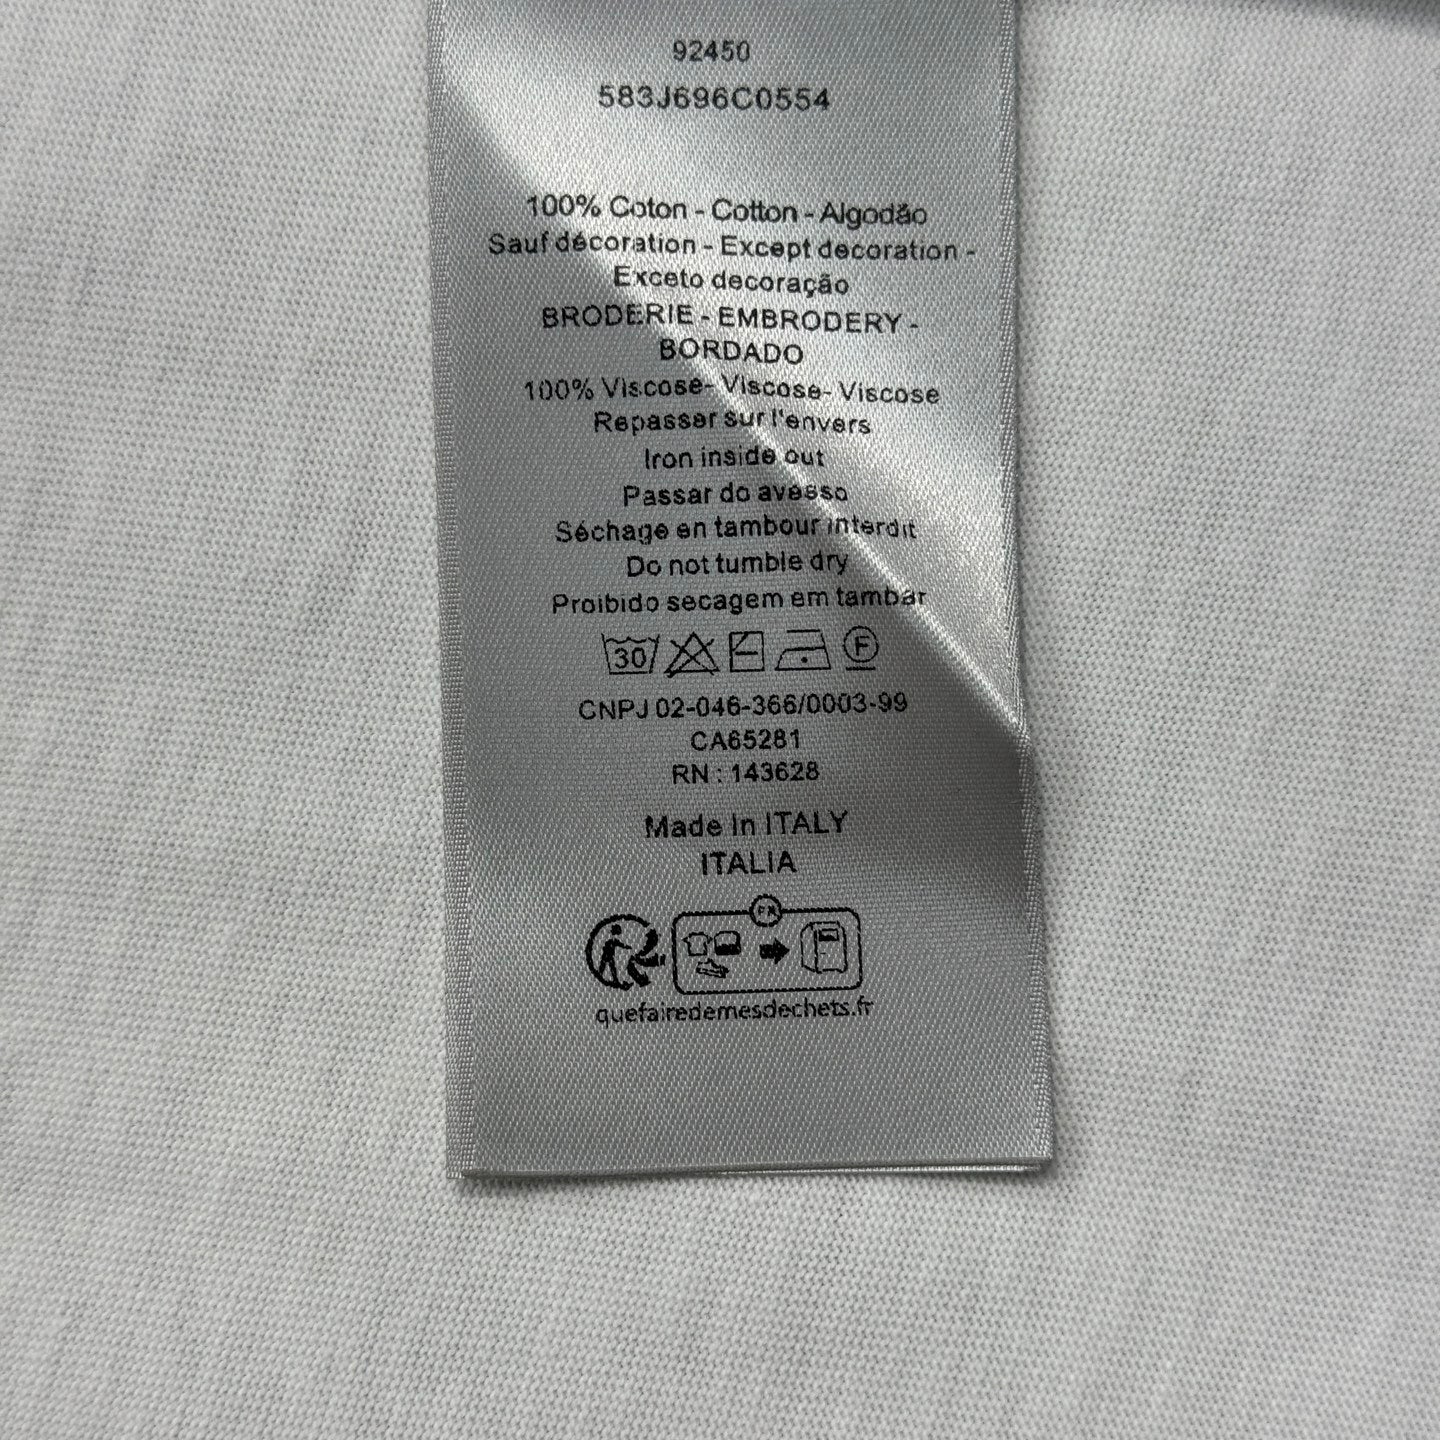 92450
583J696C0554
100% Coton - Cotton - Algodão
Sauf décoration - Except decoration -
Exceto decoração
BRODERIE - EMBRODERY -
BORDADO
100% Viscose- Viscose- Viscose
Repasser sur l'envers
Iron inside out
Passar do avesso
Séchage en tambour interdit
Do not tumble dry
Proibido secagem em tambar
30 F
CNPJ 02-046-366/0003-99
CA65281
RN : 143628
Made In ITALY
ITALIA
FR
quefairedemesdechets.fr